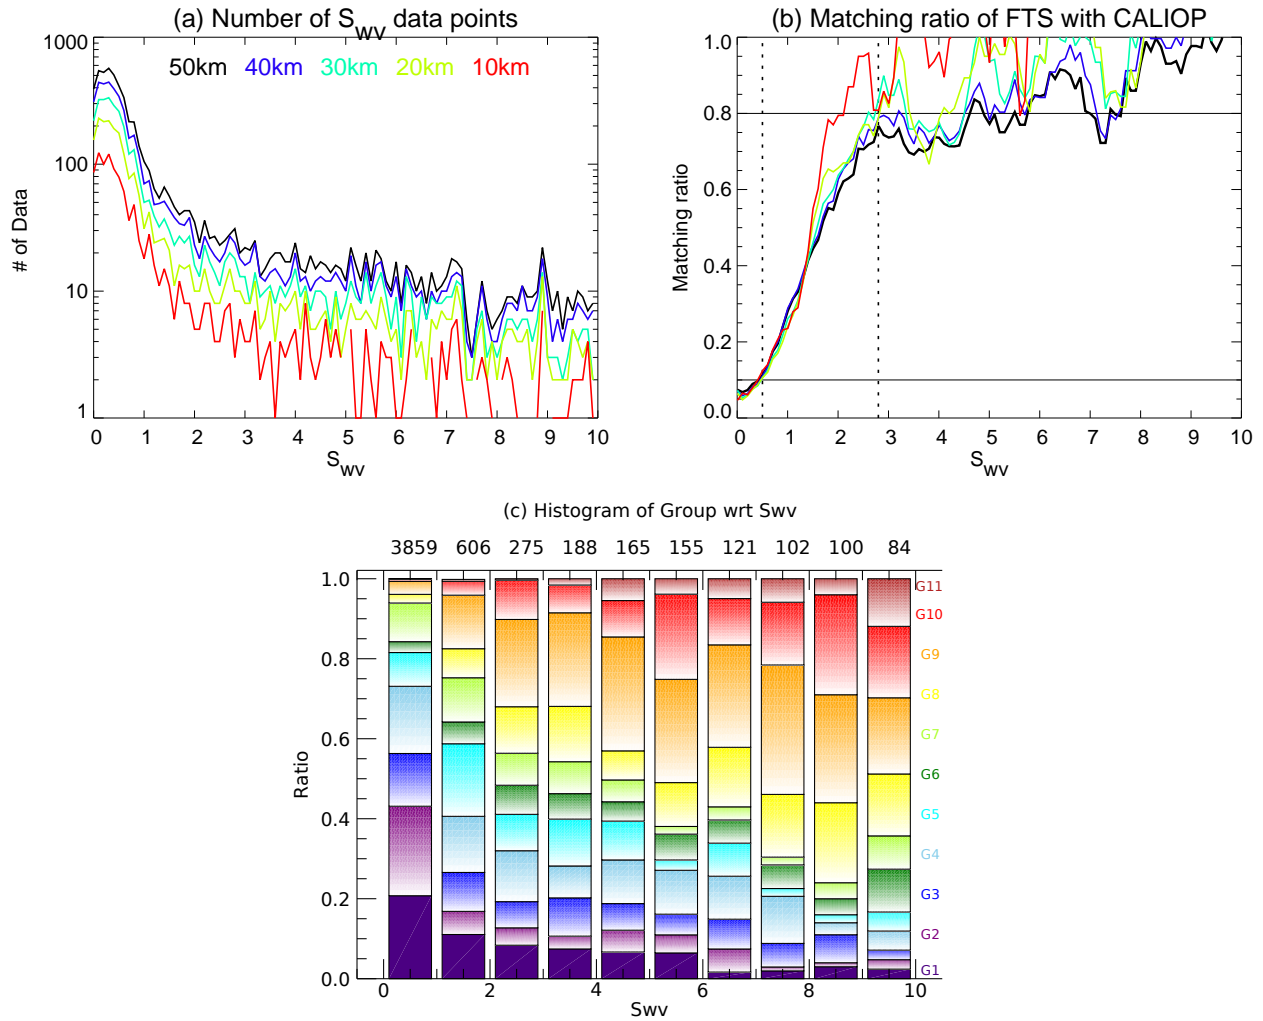 (a) Number of Swv data points
1000
100
10
1
# of Data
50km 40km 30km 20km 10km
0 1 2 3 4 5 6 7 8 9 10
Swv
(b) Matching ratio of FTS with CALIOP
1.0
0.8
0.6
0.4
0.2
0.0
Matching ratio
0 1 2 3 4 5 6 7 8 9 10
Swv
(c) Histogram of Group wrt Swv
3859 606 275 188 165 155 121 102 100 84
1.0
0.8
0.6
0.4
0.2
0.0
Ratio
G11
G10
G9
G8
G7
G6
G5
G4
G3
G2
G1
0 2 4 6 8 10
Swv